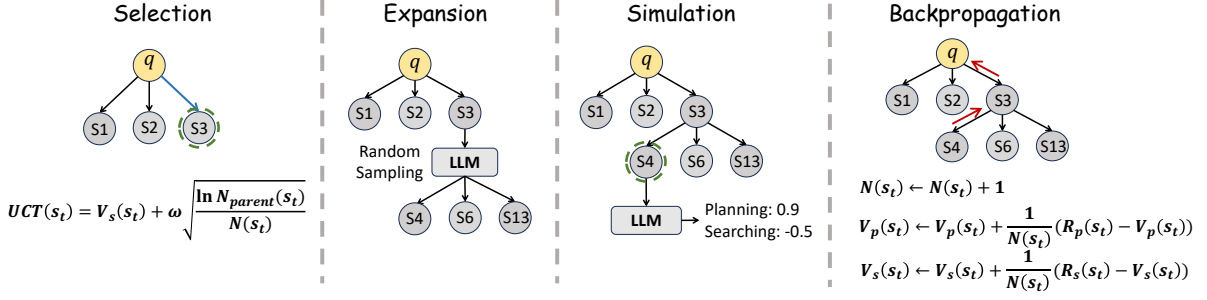 Selection
q
S1 S2 S3
UCT(s_t) = V_s(s_t) + ω √(ln N_parent(s_t) / N(s_t))
Expansion
q
S1 S2 S3
Random
Sampling
LLM
S4 S6 S13
Simulation
q
S1 S2 S3
S4 S6 S13
LLM
Planning: 0.9
Searching: -0.5
Backpropagation
q
S1 S2 S3
S4 S6 S13
N(s_t) ← N(s_t) + 1
V_p(s_t) ← V_p(s_t) + 1/N(s_t) (R_p(s_t) − V_p(s_t))
V_s(s_t) ← V_s(s_t) + 1/N(s_t) (R_s(s_t) − V_s(s_t))